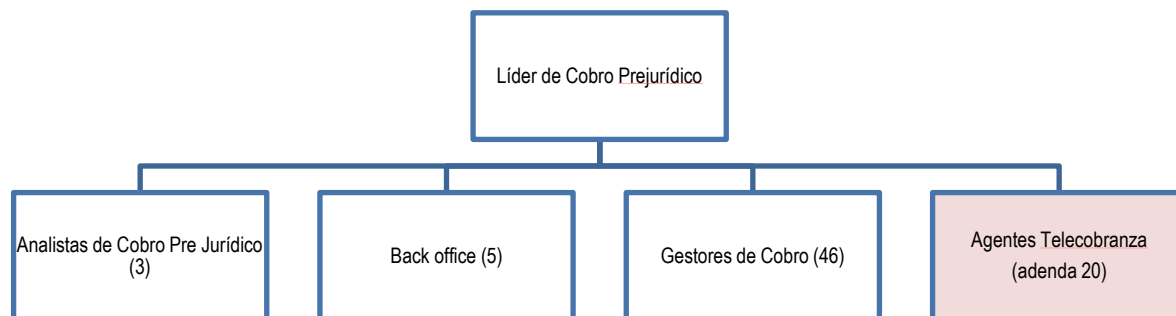 Líder de Cobro Prejurídico
Analistas de Cobro Pre Jurídico
(3)
Back office (5)
Gestores de Cobro (46)
Agentes Telecobranza
(adenda 20)